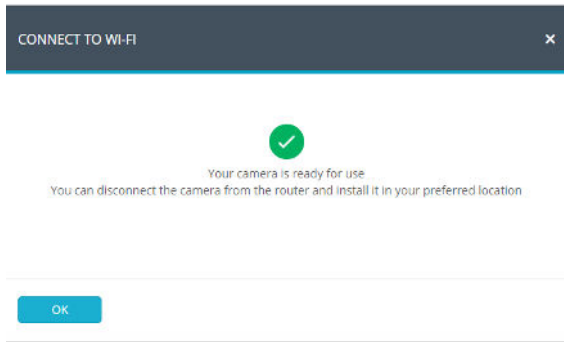 CONNECT TO WI-FI ×
Your camera is ready for use
You can disconnect the camera from the router and install it in your preferred location
OK